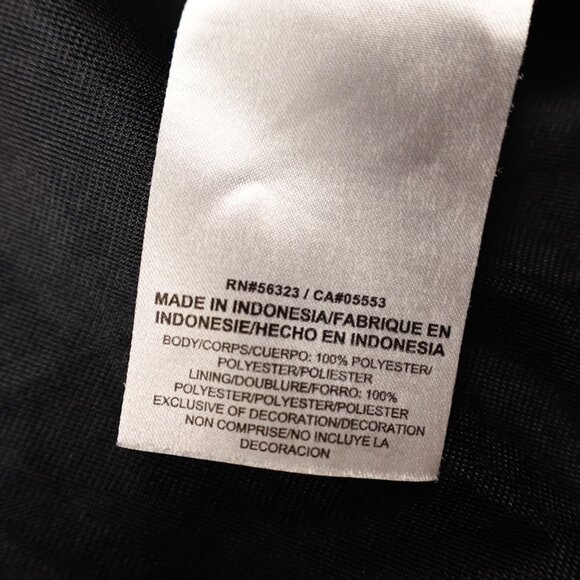 RN#56323 / CA#05553
MADE IN INDONESIA/FABRIQUE EN
INDONESIE/HECHO EN INDONESIA
BODY/CORPS/CUERPO: 100% POLYESTER/
POLYESTER/POLIESTER
LINING/DOUBLURE/FORRO: 100%
POLYESTER/POLYESTER/POLIESTER
EXCLUSIVE OF DECORATION/DECORATION
NON COMPRISE/NO INCLUYE LA
DECORACION